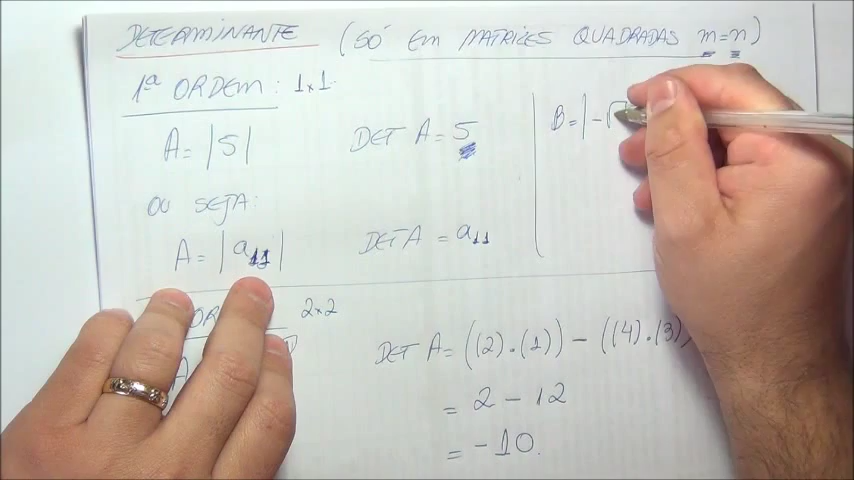 DETERMINANTE (SÓ EM MATRIZES QUADRADAS m=n)
1ª ORDEM: 1x1
A = |5| DET A = 5
B = |-√
OU SEJA:
A = |a11| DET A = a11
2x2
DET A = ((2).(1)) - ((4).(3)
= 2 - 12
= -10.